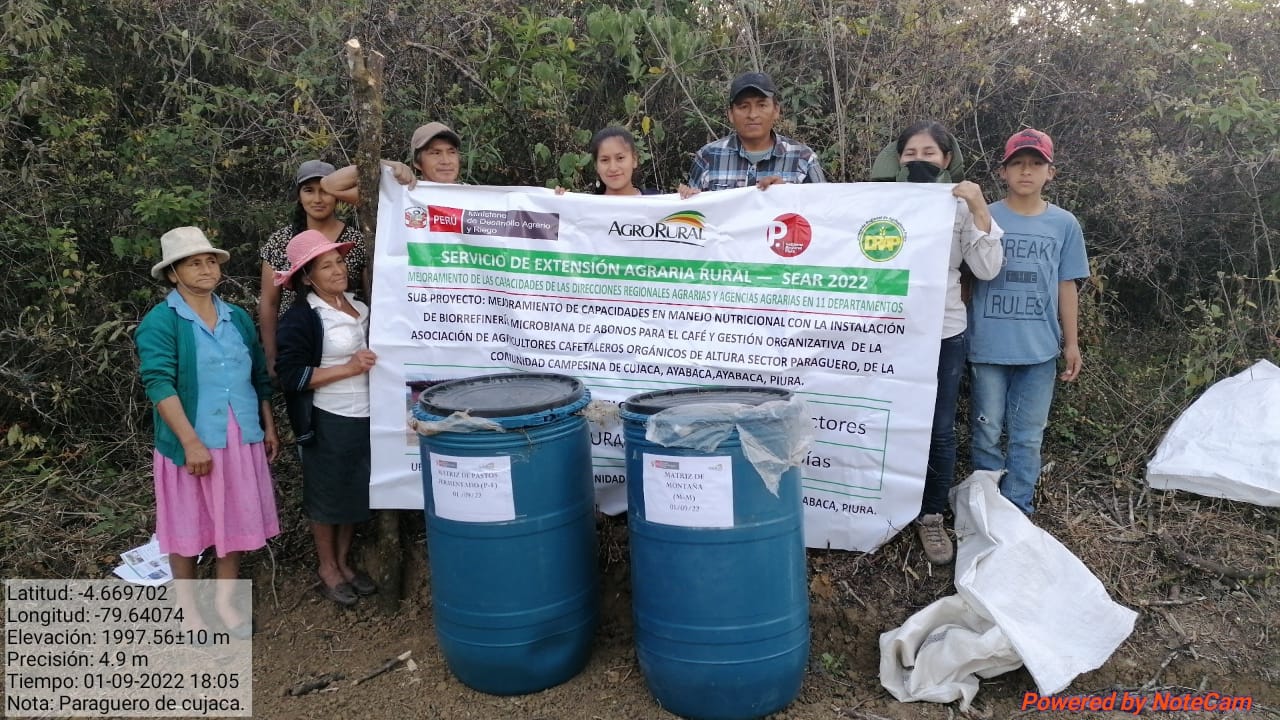 PERÚ
Ministerio
de Desarrollo Agrario
y Riego
AGRORURAL
P.
DRAP
SERVICIO DE EXTENSIÓN AGRARIA RURAL — SEAR 2022
MEJORAMIENTO DE LAS CAPACIDADES DE LAS DIRECCIONES REGIONALES AGRARIAS Y AGENCIAS AGRARIAS EN 11 DEPARTAMENTOS
SUB PROYECTO: MEJORAMIENTO DE CAPACIDADES EN MANEJO NUTRICIONAL CON LA INSTALACIÓN
DE BIORREFINERÍA MICROBIANA DE ABONOS PARA EL CAFÉ Y GESTIÓN ORGANIZATIVA DE LA
ASOCIACIÓN DE AGRICULTORES CAFETALEROS ORGÁNICOS DE ALTURA SECTOR PARAGUERO, DE LA
COMUNIDAD CAMPESINA DE CUJACA, AYABACA,AYABACA, PIURA.
ctores
ías
ABACA, PIURA.
MATRIZ DE PASTOS
FERMENTADO (P-F)
01/09/22
MATRIZ DE
MONTAÑA
(M-M)
01/09/22
BREAK
THE
RULES
Latitud: -4.669702
Longitud: -79.64074
Elevación: 1997.56±10 m
Precisión: 4.9 m
Tiempo: 01-09-2022 18:05
Nota: Paraguero de cujaca.
Powered by NoteCam